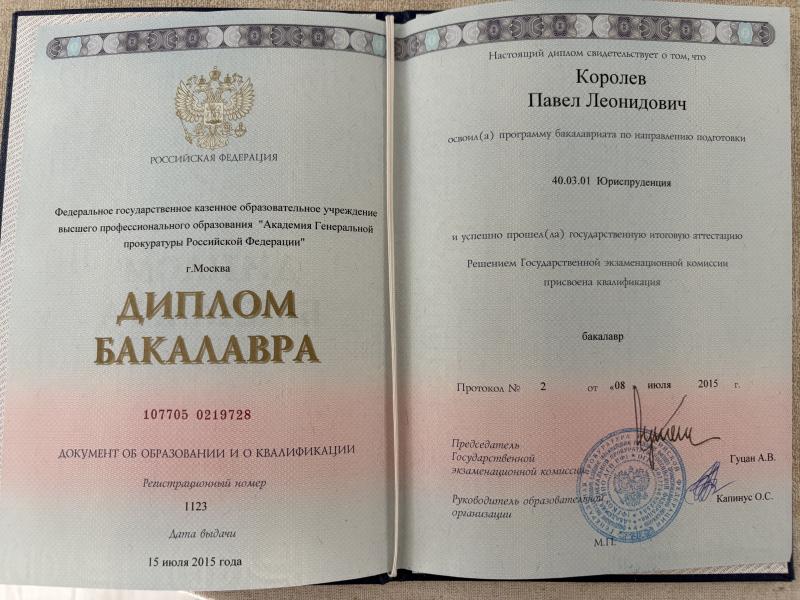 РОССИЙСКАЯ ФЕДЕРАЦИЯ
Федеральное государственное казенное образовательное учреждение
высшего профессионального образования "Академия Генеральной
прокуратуры Российской Федерации"
г.Москва
ДИПЛОМ
БАКАЛАВРА
107705 0219728
ДОКУМЕНТ ОБ ОБРАЗОВАНИИ И О КВАЛИФИКАЦИИ
Регистрационный номер
1123
Дата выдачи
15 июля 2015 года
Настоящий диплом свидетельствует о том, что
Королев
Павел Леонидович
освоил(а) программу бакалавриата по направлению подготовки
40.03.01 Юриспруденция
и успешно прошел(ла) государственную итоговую аттестацию
Решением Государственной экзаменационной комиссии
присвоена квалификация
бакалавр
Протокол № 2 от «08 июля 2015 г.
Председатель
Государственной
экзаменационной комиссии
Гуцан А.В.
Руководитель образовательной
организации
Капинус О.С.
М.П.